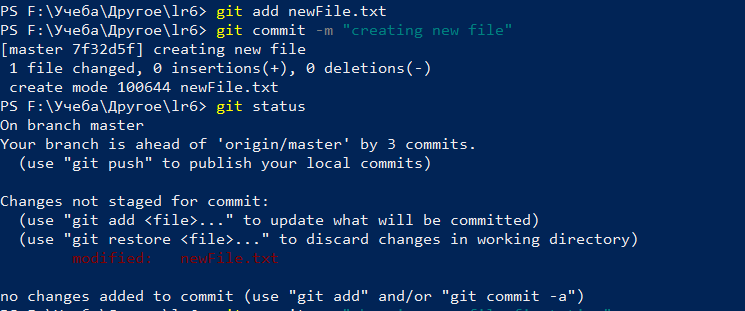 PS F:\Учеба\Другое\lr6> git add newFile.txt
PS F:\Учеба\Другое\lr6> git commit -m "creating new file"
[master 7f32d5f] creating new file
 1 file changed, 0 insertions(+), 0 deletions(-)
 create mode 100644 newFile.txt
PS F:\Учеба\Другое\lr6> git status
On branch master
Your branch is ahead of 'origin/master' by 3 commits.
  (use "git push" to publish your local commits)

Changes not staged for commit:
  (use "git add <file>..." to update what will be committed)
  (use "git restore <file>..." to discard changes in working directory)
        modified:   newFile.txt

no changes added to commit (use "git add" and/or "git commit -a")